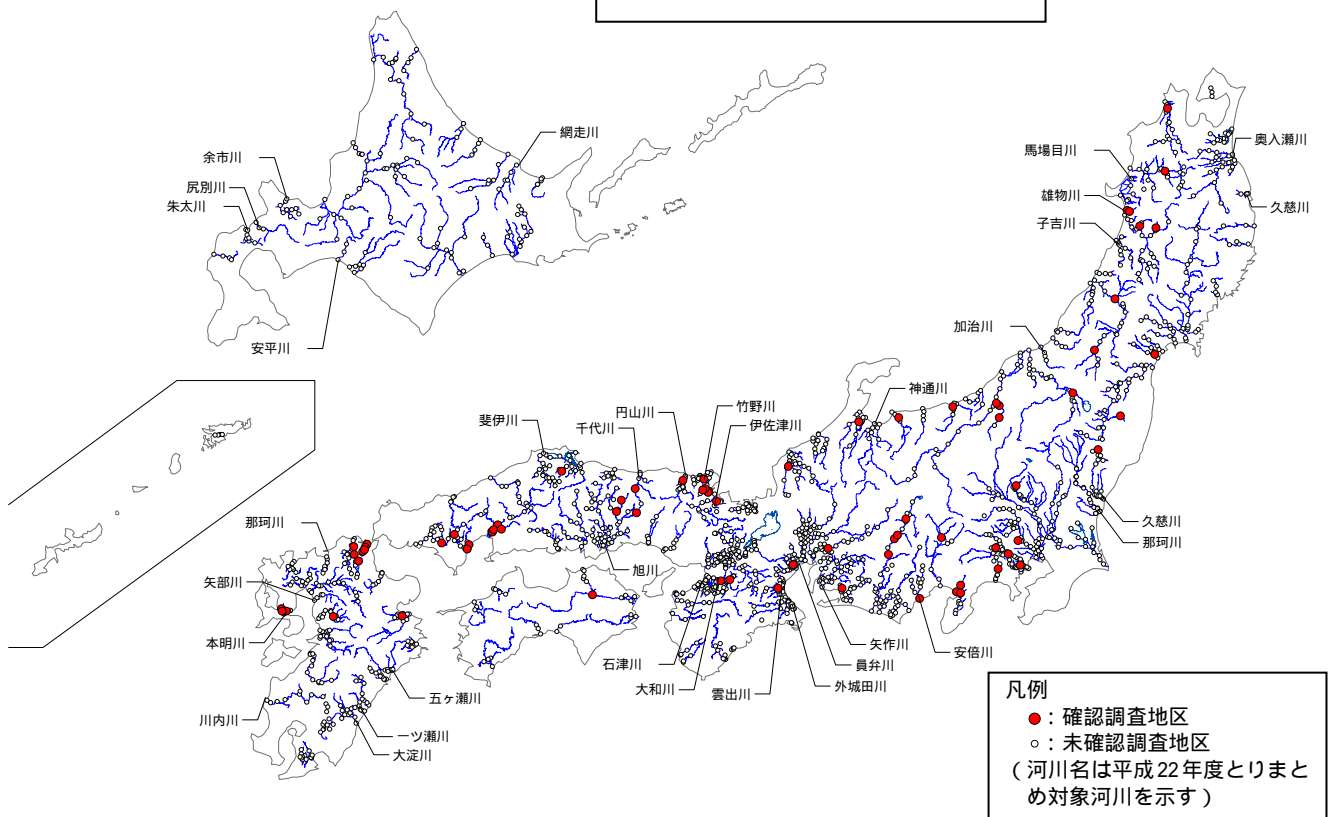 網走川
余市川
尻別川
朱太川
安平川
奥入瀬川
馬場目川
雄物川
久慈川
子吉川
加治川
神通川
竹野川
円山川
伊佐津川
斐伊川
千代川
久慈川
那珂川
那珂川
旭川
矢部川
本明川
矢作川
安倍川
石津川
員弁川
大和川
外城田川
雲出川
五ヶ瀬川
川内川
一ツ瀬川
大淀川
凡例
●：確認調査地区
○：未確認調査地区
（河川名は平成22年度とりまと
め対象河川を示す）